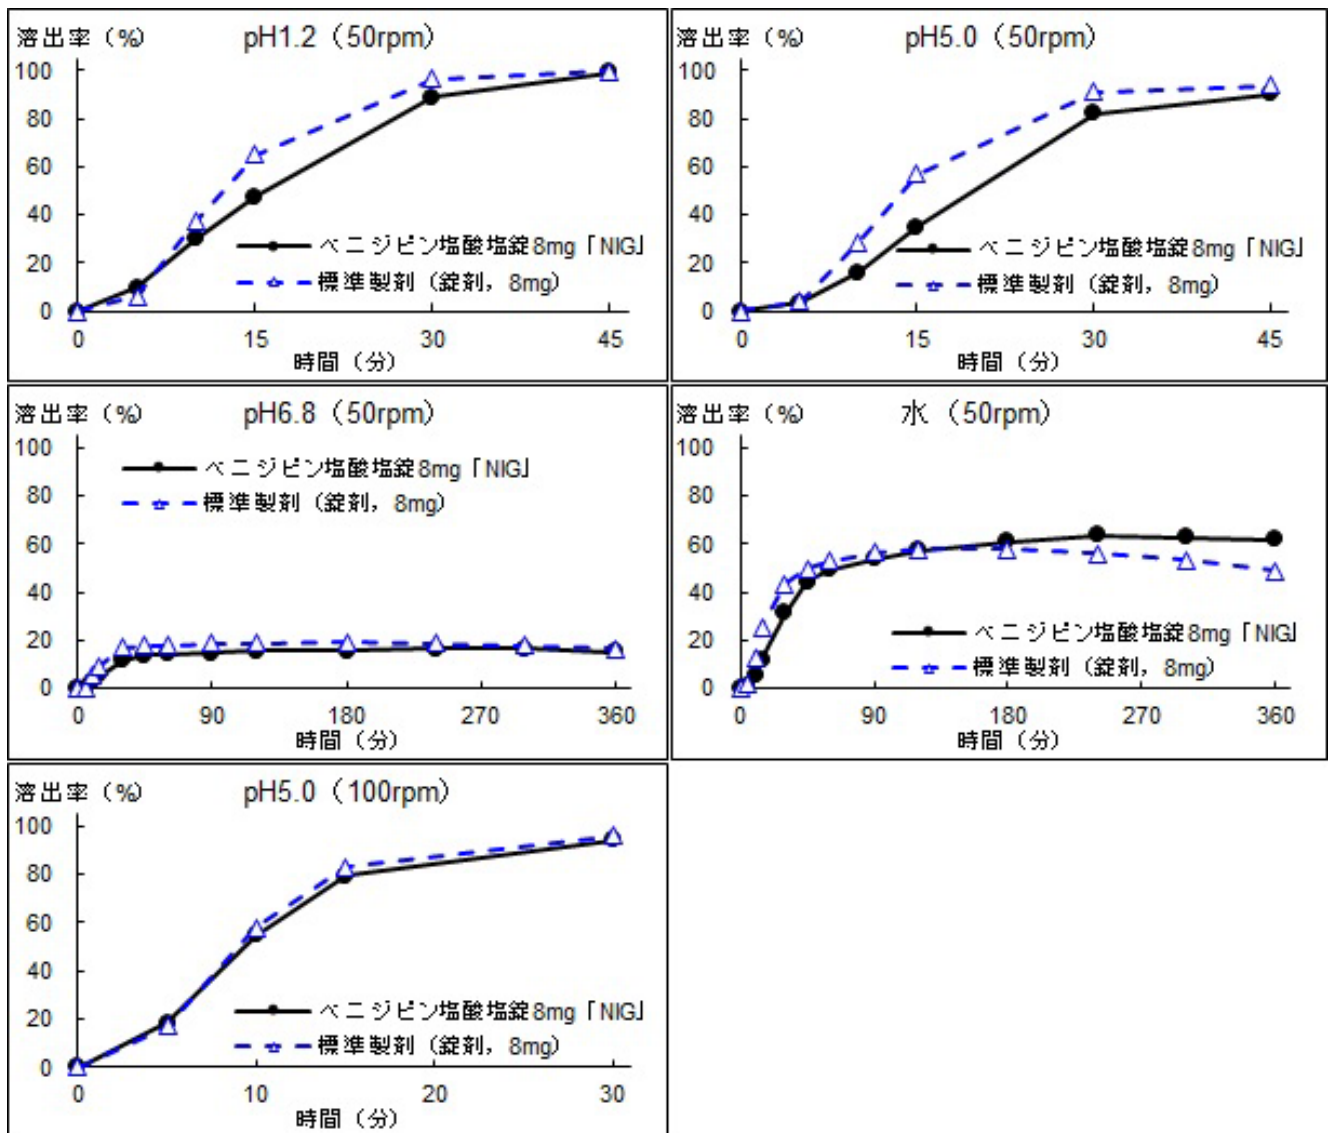 溶出率（%） pH1.2（50rpm）
100
80
60
40
20
0
ベニジピン塩酸塩錠8mg「NIG」
標準製剤（錠剤，8mg）
0 15 30 45
時間（分）
溶出率（%） pH5.0（50rpm）
100
80
60
40
20
0
ベニジピン塩酸塩錠8mg「NIG」
標準製剤（錠剤，8mg）
0 15 30 45
時間（分）
溶出率（%） pH6.8（50rpm）
100
80
60
40
20
0
ベニジピン塩酸塩錠8mg「NIG」
標準製剤（錠剤，8mg）
0 90 180 270 360
時間（分）
溶出率（%） 水（50rpm）
100
80
60
40
20
0
ベニジピン塩酸塩錠8mg「NIG」
標準製剤（錠剤，8mg）
0 90 180 270 360
時間（分）
溶出率（%） pH5.0（100rpm）
100
80
60
40
20
0
ベニジピン塩酸塩錠8mg「NIG」
標準製剤（錠剤，8mg）
0 10 20 30
時間（分）